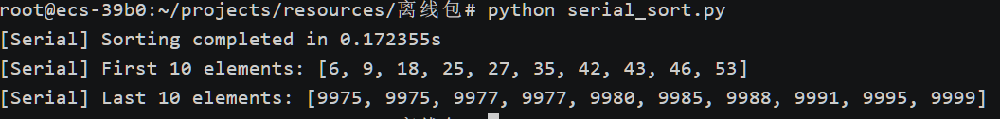 root@ecs-39b0:~/projects/resources/离线包# python serial_sort.py
[Serial] Sorting completed in 0.172355s
[Serial] First 10 elements: [6, 9, 18, 25, 27, 35, 42, 43, 46, 53]
[Serial] Last 10 elements: [9975, 9975, 9977, 9977, 9980, 9985, 9988, 9991, 9995, 9999]